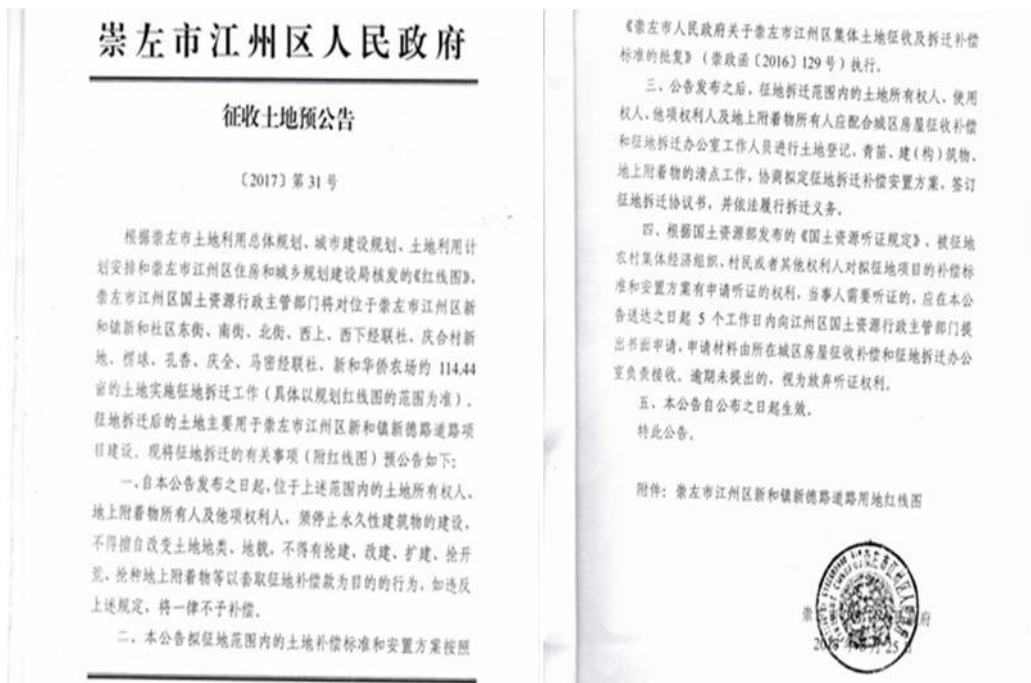 崇左市江州区人民政府
征收土地预公告
〔2017〕第 31 号
根据崇左市土地利用总体规划、城市建设规划、土地利用计
划安排和崇左市江州区住房和城乡规划建设局核发的《红线图》,
崇左市江州区国土资源行政主管部门将对位于崇左市江州区新
和镇新和社区东街、南街、北街、西上、西下经联社,庆合村新
地、楞球、孔香、庆全、马密经联社,新和华侨农场约 114.44
亩的土地实施征地拆迁工作(具体以规划红线图的范围为准)。
征地拆迁后的土地主要用于崇左市江州区新和镇新德路道路项
目建设。现将征地拆迁的有关事项(附红线图)预公告如下:
一、自本公告发布之日起,位于上述范围内的土地所有权人、
地上附着物所有人及他项权利人,须停止永久性建筑物的建设,
不得擅自改变土地地类、地貌,不得有抢建、改建、扩建、抢开
荒、抢种地上附着物等以套取征地补偿款为目的的行为,如违反
上述规定,将一律不予补偿。
二、本公告拟征地范围内的土地补偿标准和安置方案按照
《崇左市人民政府关于崇左市江州区集体土地征收及拆迁补偿
标准的批复》(崇政函〔2016〕129 号)执行。
三、公告发布之后,征地拆迁范围内的土地所有权人、使用
权人、他项权利人及地上附着物所有人应配合城区房屋征收补偿
和征地拆迁办公室工作人员进行土地登记,青苗、建(构)筑物、
地上附着物的清点工作,协商拟定征地拆迁补偿安置方案,签订
征地拆迁协议书,并依法履行拆迁义务。
四、根据国土资源部发布的《国土资源听证规定》,被征地
农村集体经济组织、村民或者其他权利人对拟征地项目的补偿标
准和安置方案有申请听证的权利,当事人需要听证的,应在本公
告送达之日起 5 个工作日内向江州区国土资源行政主管部门提
出书面申请,申请材料由所在城区房屋征收补偿和征地拆迁办公
室负责接收。逾期未提出的,视为放弃听证权利。
五、本公告自公布之日起生效。
特此公告。
附件:崇左市江州区新和镇新德路道路用地红线图
崇 政府
年 月 25 日